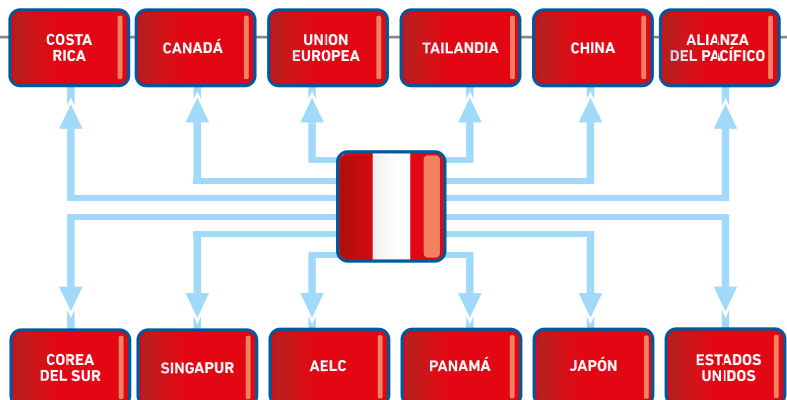 COSTA
RICA
CANADÁ
UNION
EUROPEA
TAILANDIA
CHINA
ALIANZA
DEL PACÍFICO
COREA
DEL SUR
SINGAPUR
AELC
PANAMÁ
JAPÓN
ESTADOS
UNIDOS